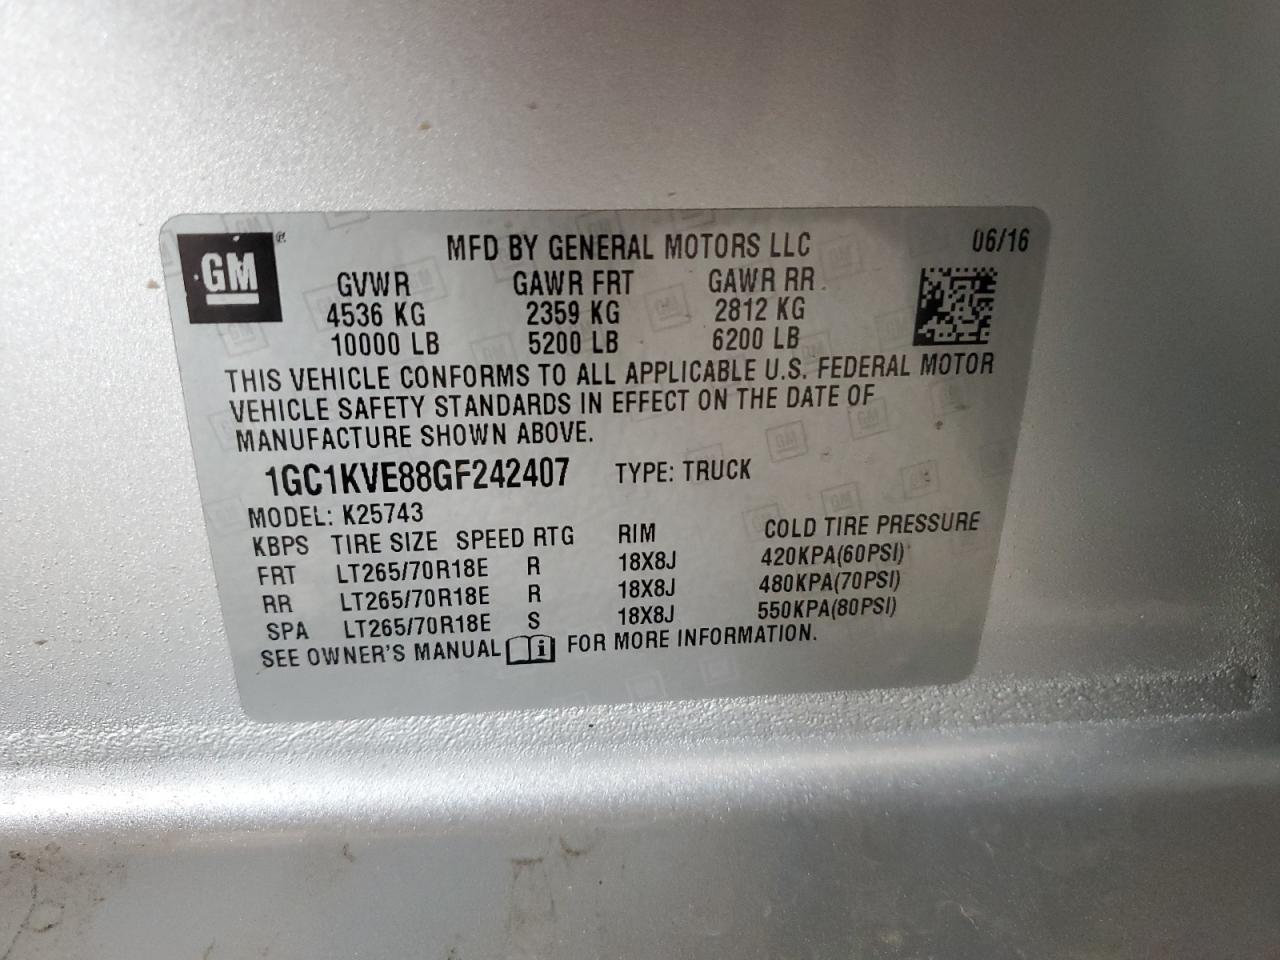 GM ®
MFD BY GENERAL MOTORS LLC 06/16
GVWR GAWR FRT GAWR RR
4536 KG 2359 KG 2812 KG
10000 LB 5200 LB 6200 LB
THIS VEHICLE CONFORMS TO ALL APPLICABLE U.S. FEDERAL MOTOR
VEHICLE SAFETY STANDARDS IN EFFECT ON THE DATE OF
MANUFACTURE SHOWN ABOVE.
1GC1KVE88GF242407 TYPE: TRUCK
MODEL: K25743
KBPS TIRE SIZE SPEED RTG RIM COLD TIRE PRESSURE
FRT LT265/70R18E R 18X8J 420KPA(60PSI)
RR LT265/70R18E R 18X8J 480KPA(70PSI)
SPA LT265/70R18E S 18X8J 550KPA(80PSI)
SEE OWNER'S MANUAL i FOR MORE INFORMATION.